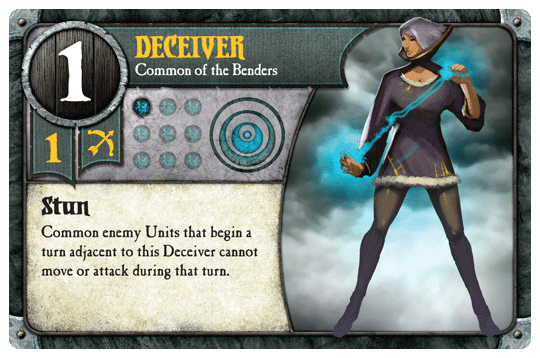 1
DECEIVER
Common of the Benders
1
Stun
Common enemy Units that begin a
turn adjacent to this Deceiver cannot
move or attack during that turn.